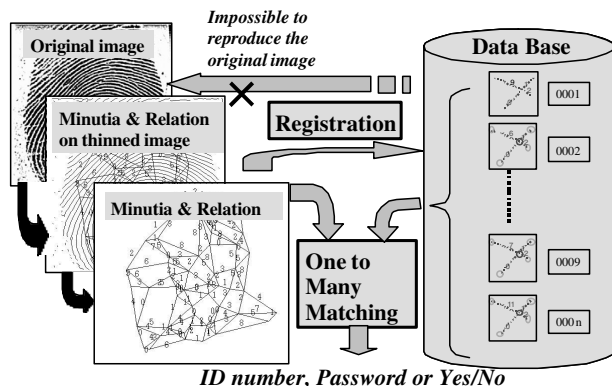 Original image
Impossible to
reproduce the
original image
Data Base
Minutia & Relation
on thinned image
Registration
0001
0002
Minutia & Relation
One to
Many
Matching
0009
000n
ID number, Password or Yes/No